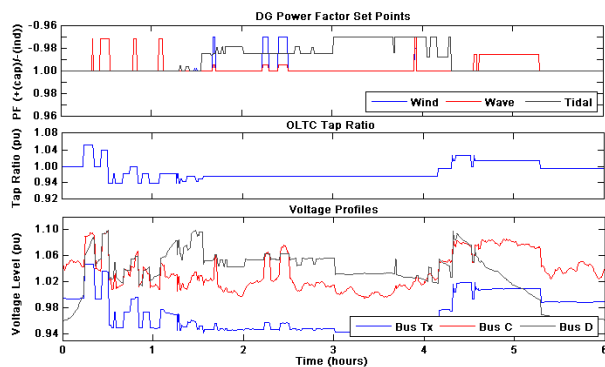 DG Power Factor Set Points
PF (+(cap)/-(ind))
-0.96
-0.98
1.00
0.98
0.96
Wind Wave Tidal
OLTC Tap Ratio
Tap Ratio (pu)
1.08
1.04
1.00
0.94
0.92
Voltage Profiles
Voltage Level (pu)
1.10
1.06
1.02
0.98
0.94
Bus Tx Bus C Bus D
0 1 2 3 4 5 6
Time (hours)